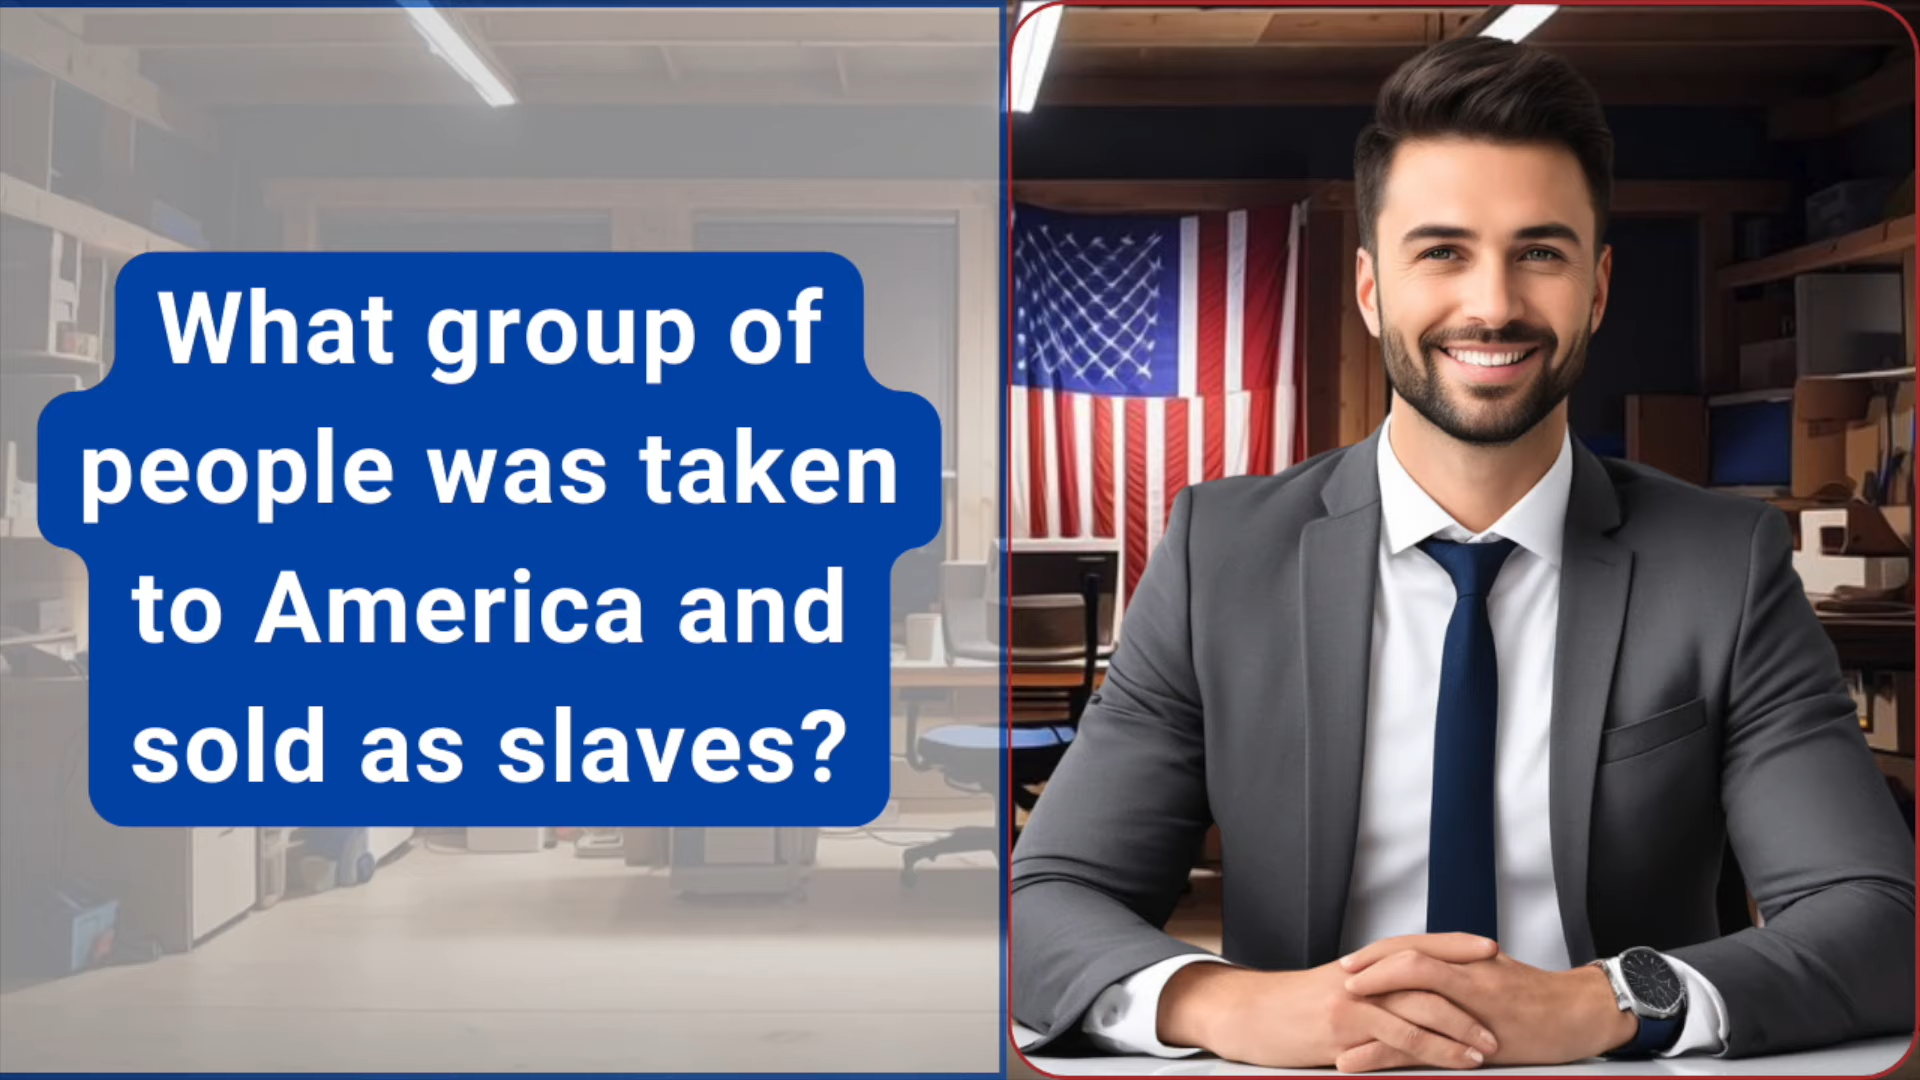 What group of
people was taken
to America and
sold as slaves?